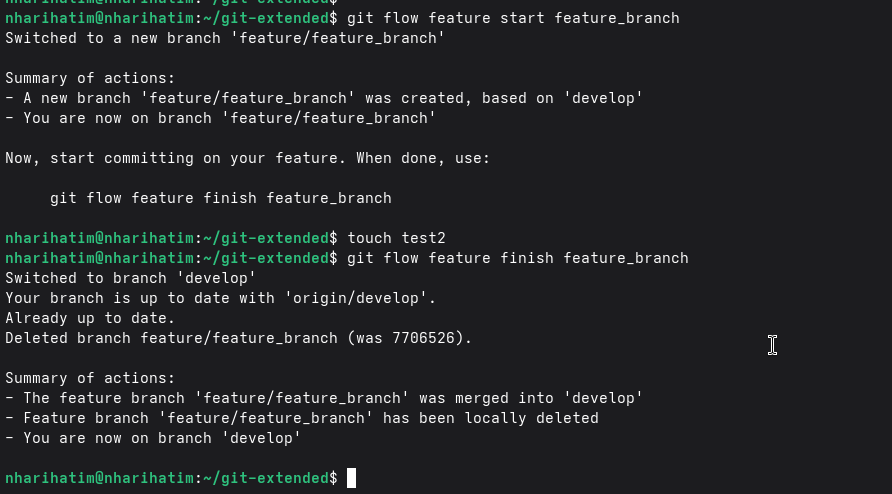 nharihatim@nharihatim:~/git-extended$
nharihatim@nharihatim:~/git-extended$ git flow feature start feature_branch
Switched to a new branch 'feature/feature_branch'
Summary of actions:
- A new branch 'feature/feature_branch' was created, based on 'develop'
- You are now on branch 'feature/feature_branch'
Now, start committing on your feature. When done, use:
git flow feature finish feature_branch
nharihatim@nharihatim:~/git-extended$ touch test2
nharihatim@nharihatim:~/git-extended$ git flow feature finish feature_branch
Switched to branch 'develop'
Your branch is up to date with 'origin/develop'.
Already up to date.
Deleted branch feature/feature_branch (was 7706526).
Summary of actions:
- The feature branch 'feature/feature_branch' was merged into 'develop'
- Feature branch 'feature/feature_branch' has been locally deleted
- You are now on branch 'develop'
nharihatim@nharihatim:~/git-extended$